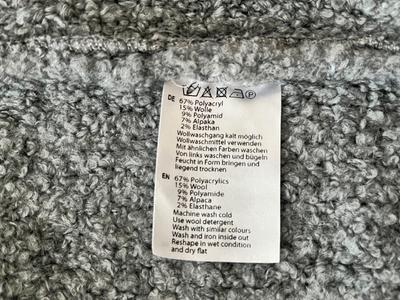 DE 67% Polyacryl
15% Wolle
9% Polyamid
7% Alpaka
2% Elasthan
Wollwaschgang kalt möglich
Wollwaschmittel verwenden
Mit ähnlichen Farben waschen
Von links waschen und bügeln
Feucht in Form bringen und
liegend trocknen
EN 67% Polyacrylics
15% Wool
9% Polyamide
7% Alpaca
2% Elasthane
Machine wash cold
Use wool detergent
Wash with similar colours
Wash and iron inside out
Reshape in wet condition
and dry flat